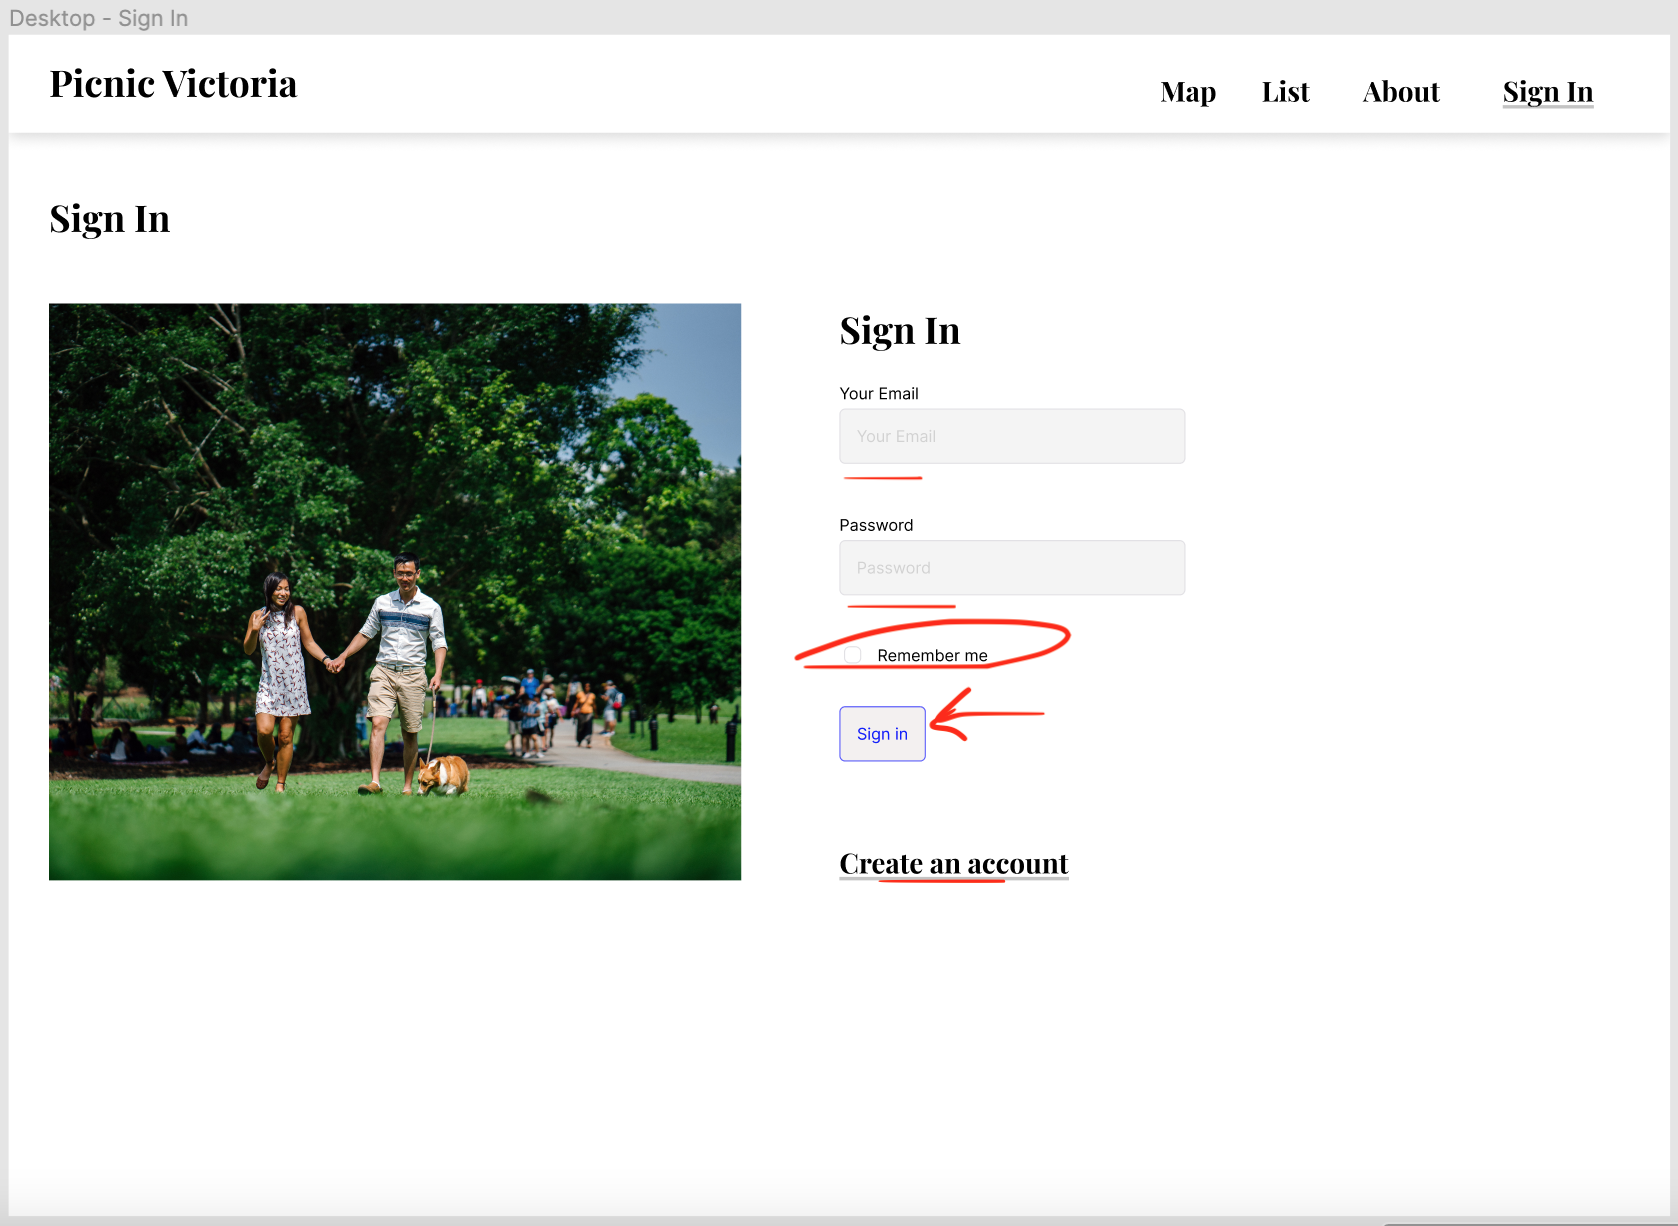 Desktop - Sign In
Picnic Victoria
Map List About Sign In
Sign In
Sign In
Your Email
Your Email
Password
Password
Remember me
Sign in
Create an account